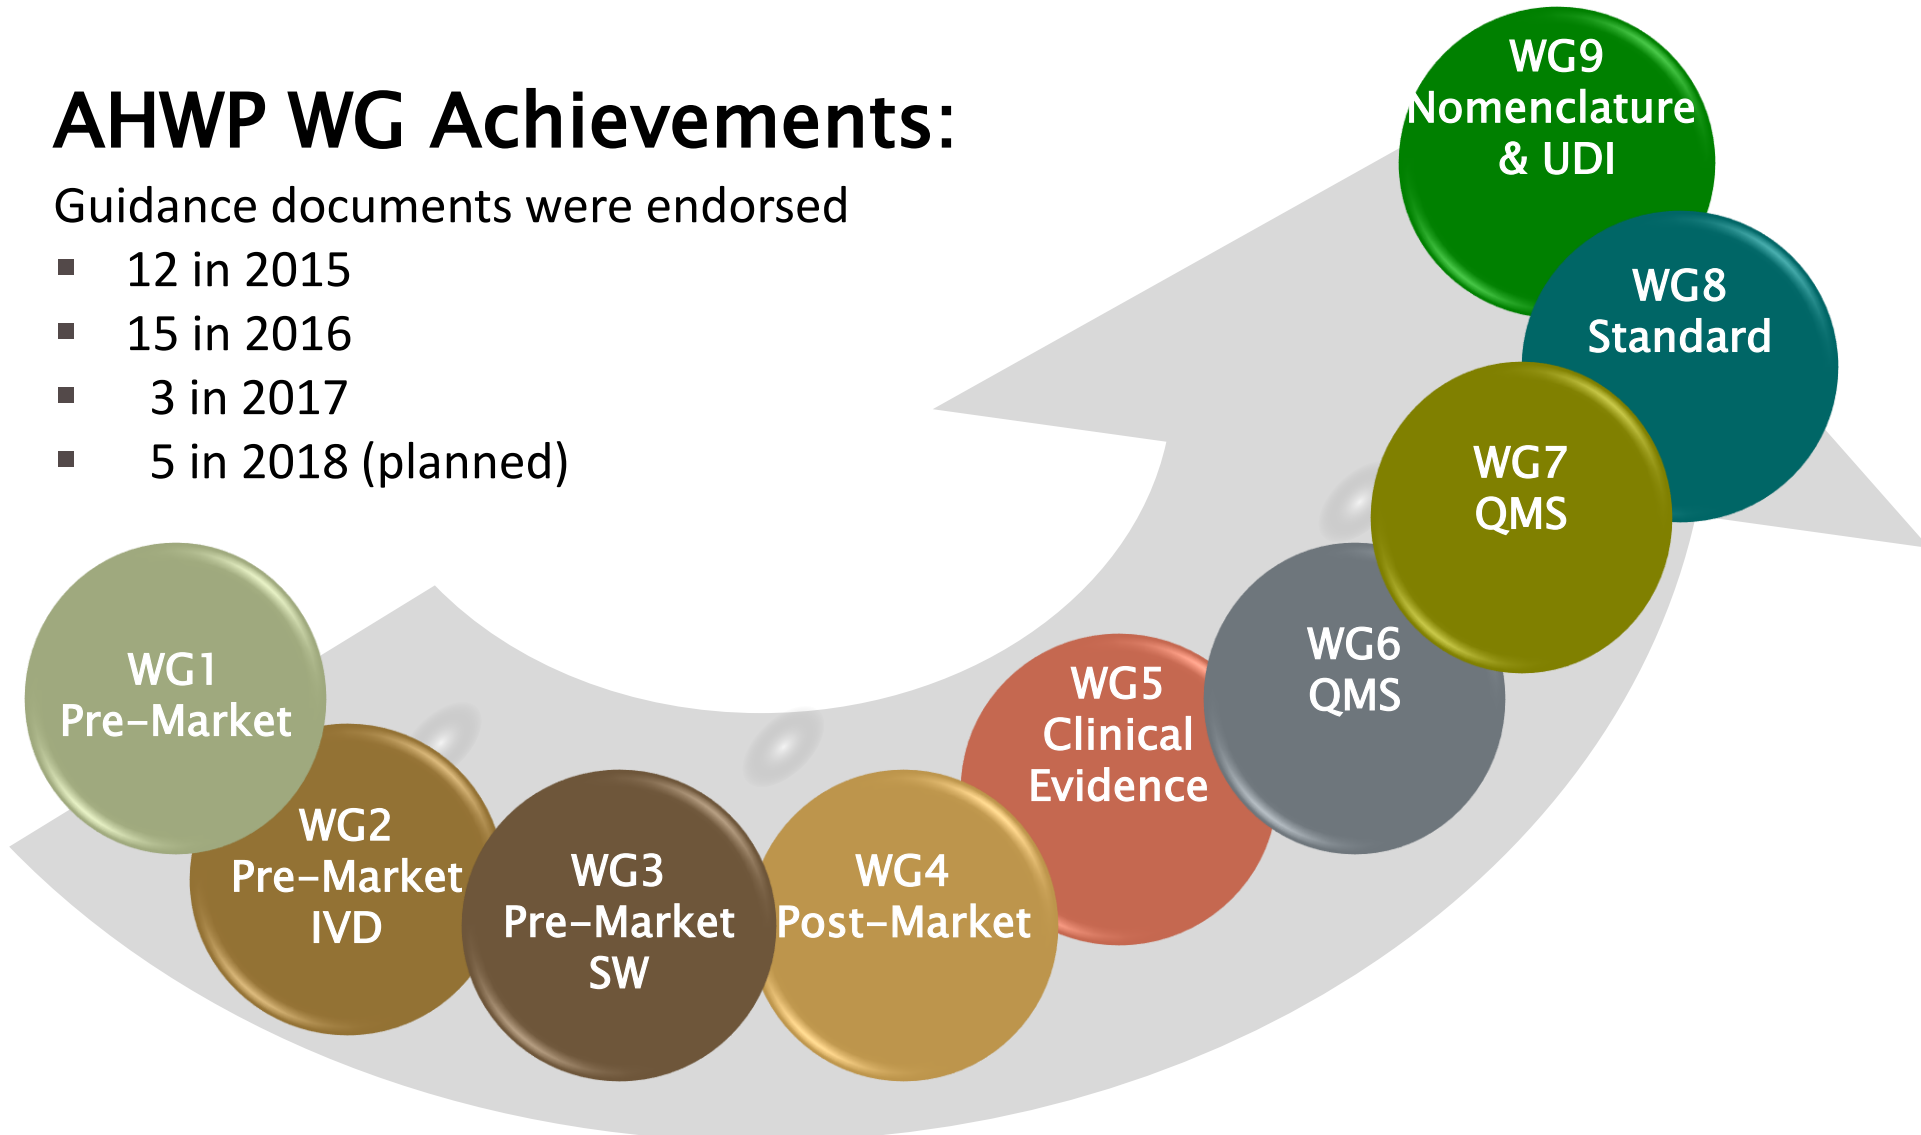 AHWP WG Achievements:
Guidance documents were endorsed
▪ 12 in 2015
▪ 15 in 2016
▪ 3 in 2017
▪ 5 in 2018 (planned)
WG1
Pre-Market
WG2
Pre-Market
IVD
WG3
Pre-Market
SW
WG4
Post-Market
WG5
Clinical
Evidence
WG6
QMS
WG7
QMS
WG8
Standard
WG9
Nomenclature
& UDI